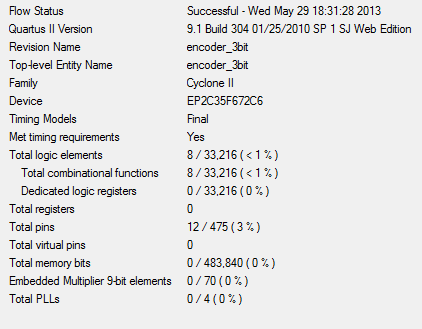 Flow Status Successful - Wed May 29 18:31:28 2013
Quartus II Version 9.1 Build 304 01/25/2010 SP 1 SJ Web Edition
Revision Name encoder_3bit
Top-level Entity Name encoder_3bit
Family Cyclone II
Device EP2C35F672C6
Timing Models Final
Met timing requirements Yes
Total logic elements 8 / 33,216 ( < 1 % )
Total combinational functions 8 / 33,216 ( < 1 % )
Dedicated logic registers 0 / 33,216 ( 0 % )
Total registers 0
Total pins 12 / 475 ( 3 % )
Total virtual pins 0
Total memory bits 0 / 483,840 ( 0 % )
Embedded Multiplier 9-bit elements 0 / 70 ( 0 % )
Total PLLs 0 / 4 ( 0 % )